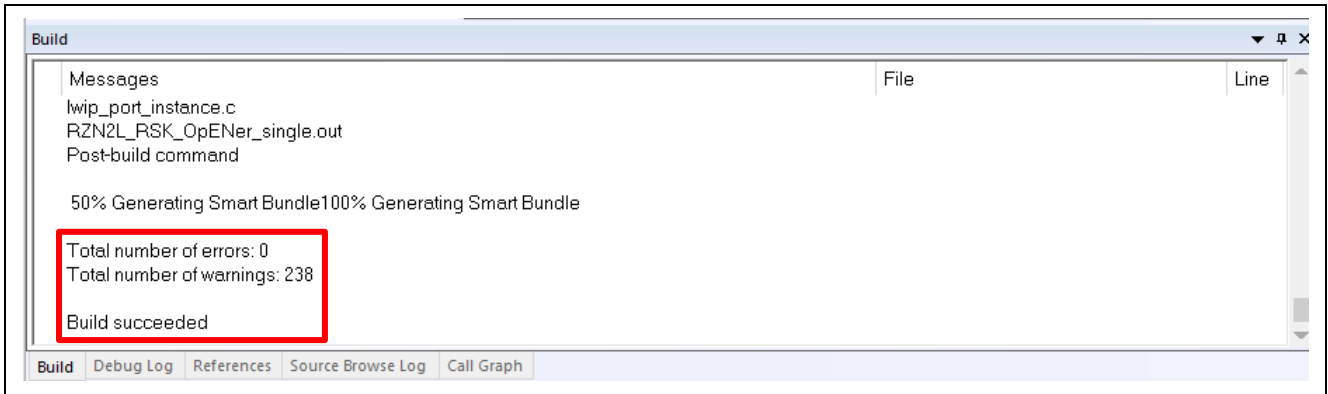 Build
Messages File Line
lwip_port_instance.c
RZN2L_RSK_OpENer_single.out
Post-build command
50% Generating Smart Bundle100% Generating Smart Bundle
Total number of errors: 0
Total number of warnings: 238
Build succeeded
Build Debug Log References Source Browse Log Call Graph